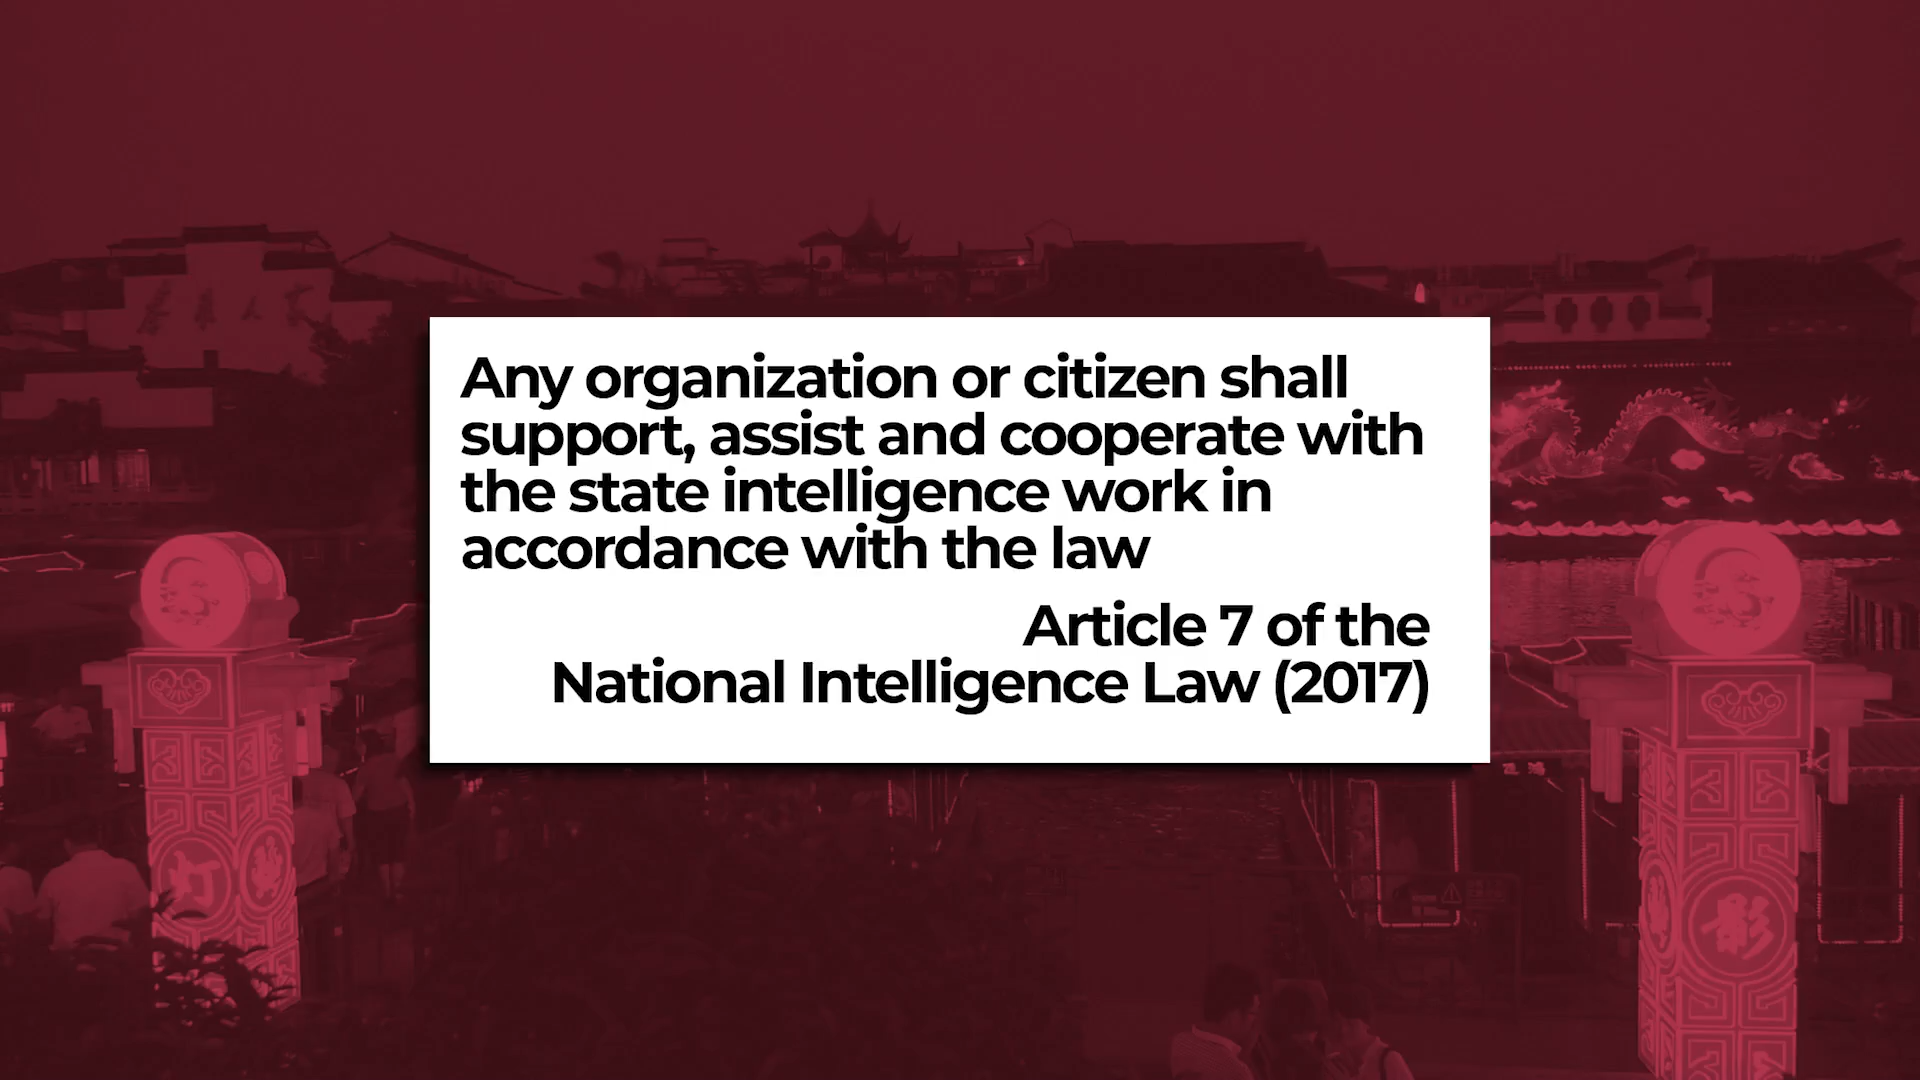 Any organization or citizen shall
support, assist and cooperate with
the state intelligence work in
accordance with the law
Article 7 of the
National Intelligence Law (2017)
彩